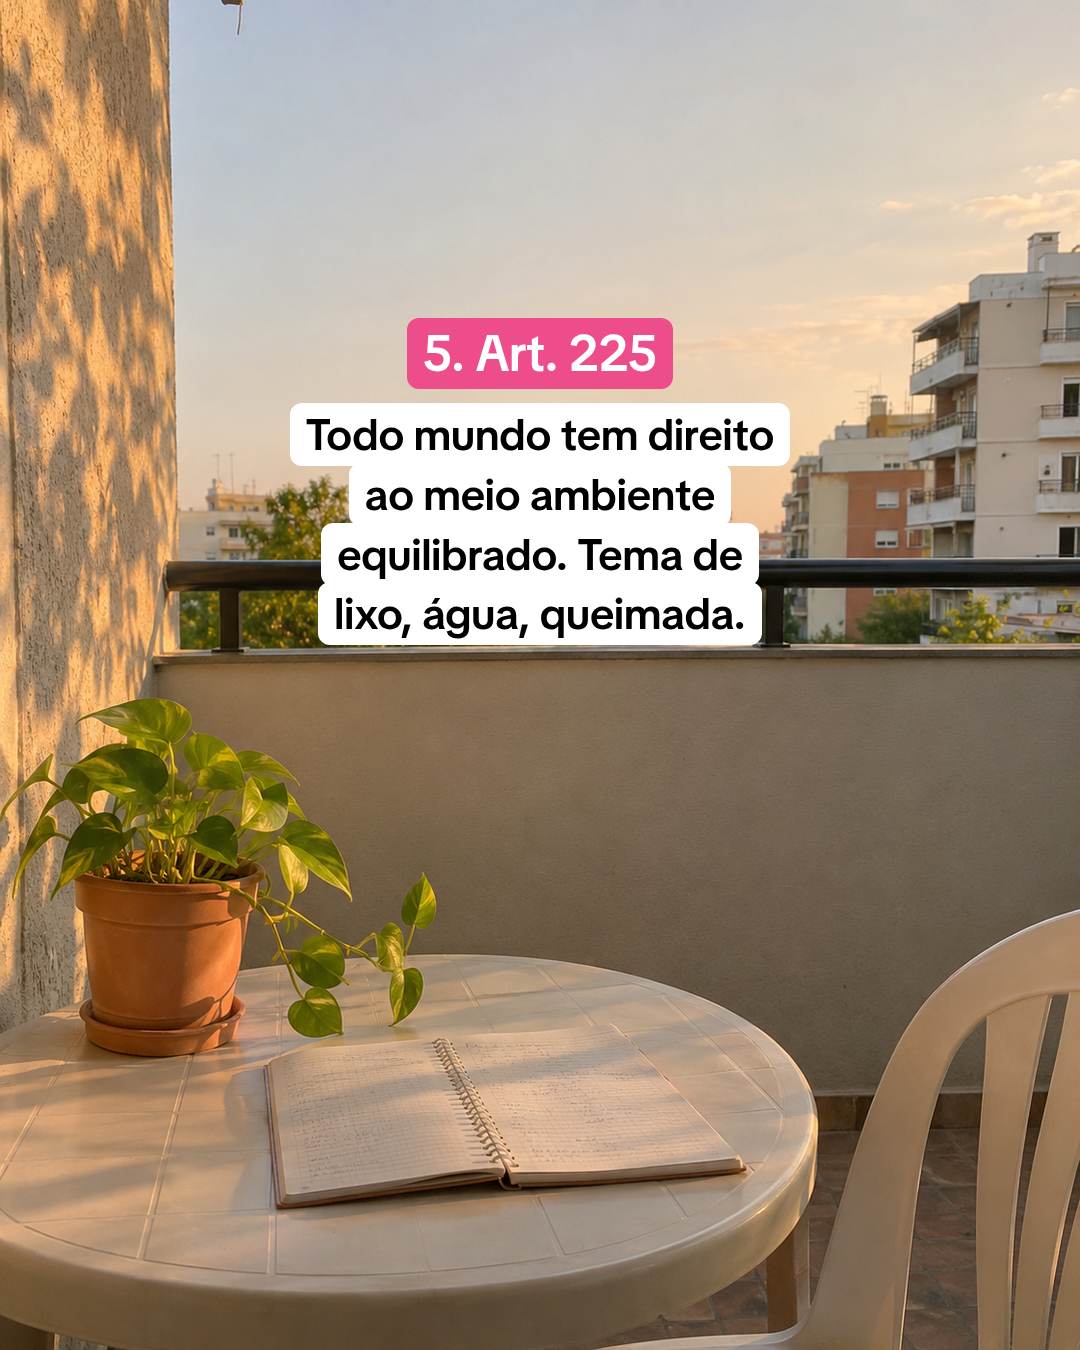 5. Art. 225
Todo mundo tem direito
ao meio ambiente
equilibrado. Tema de
lixo, água, queimada.